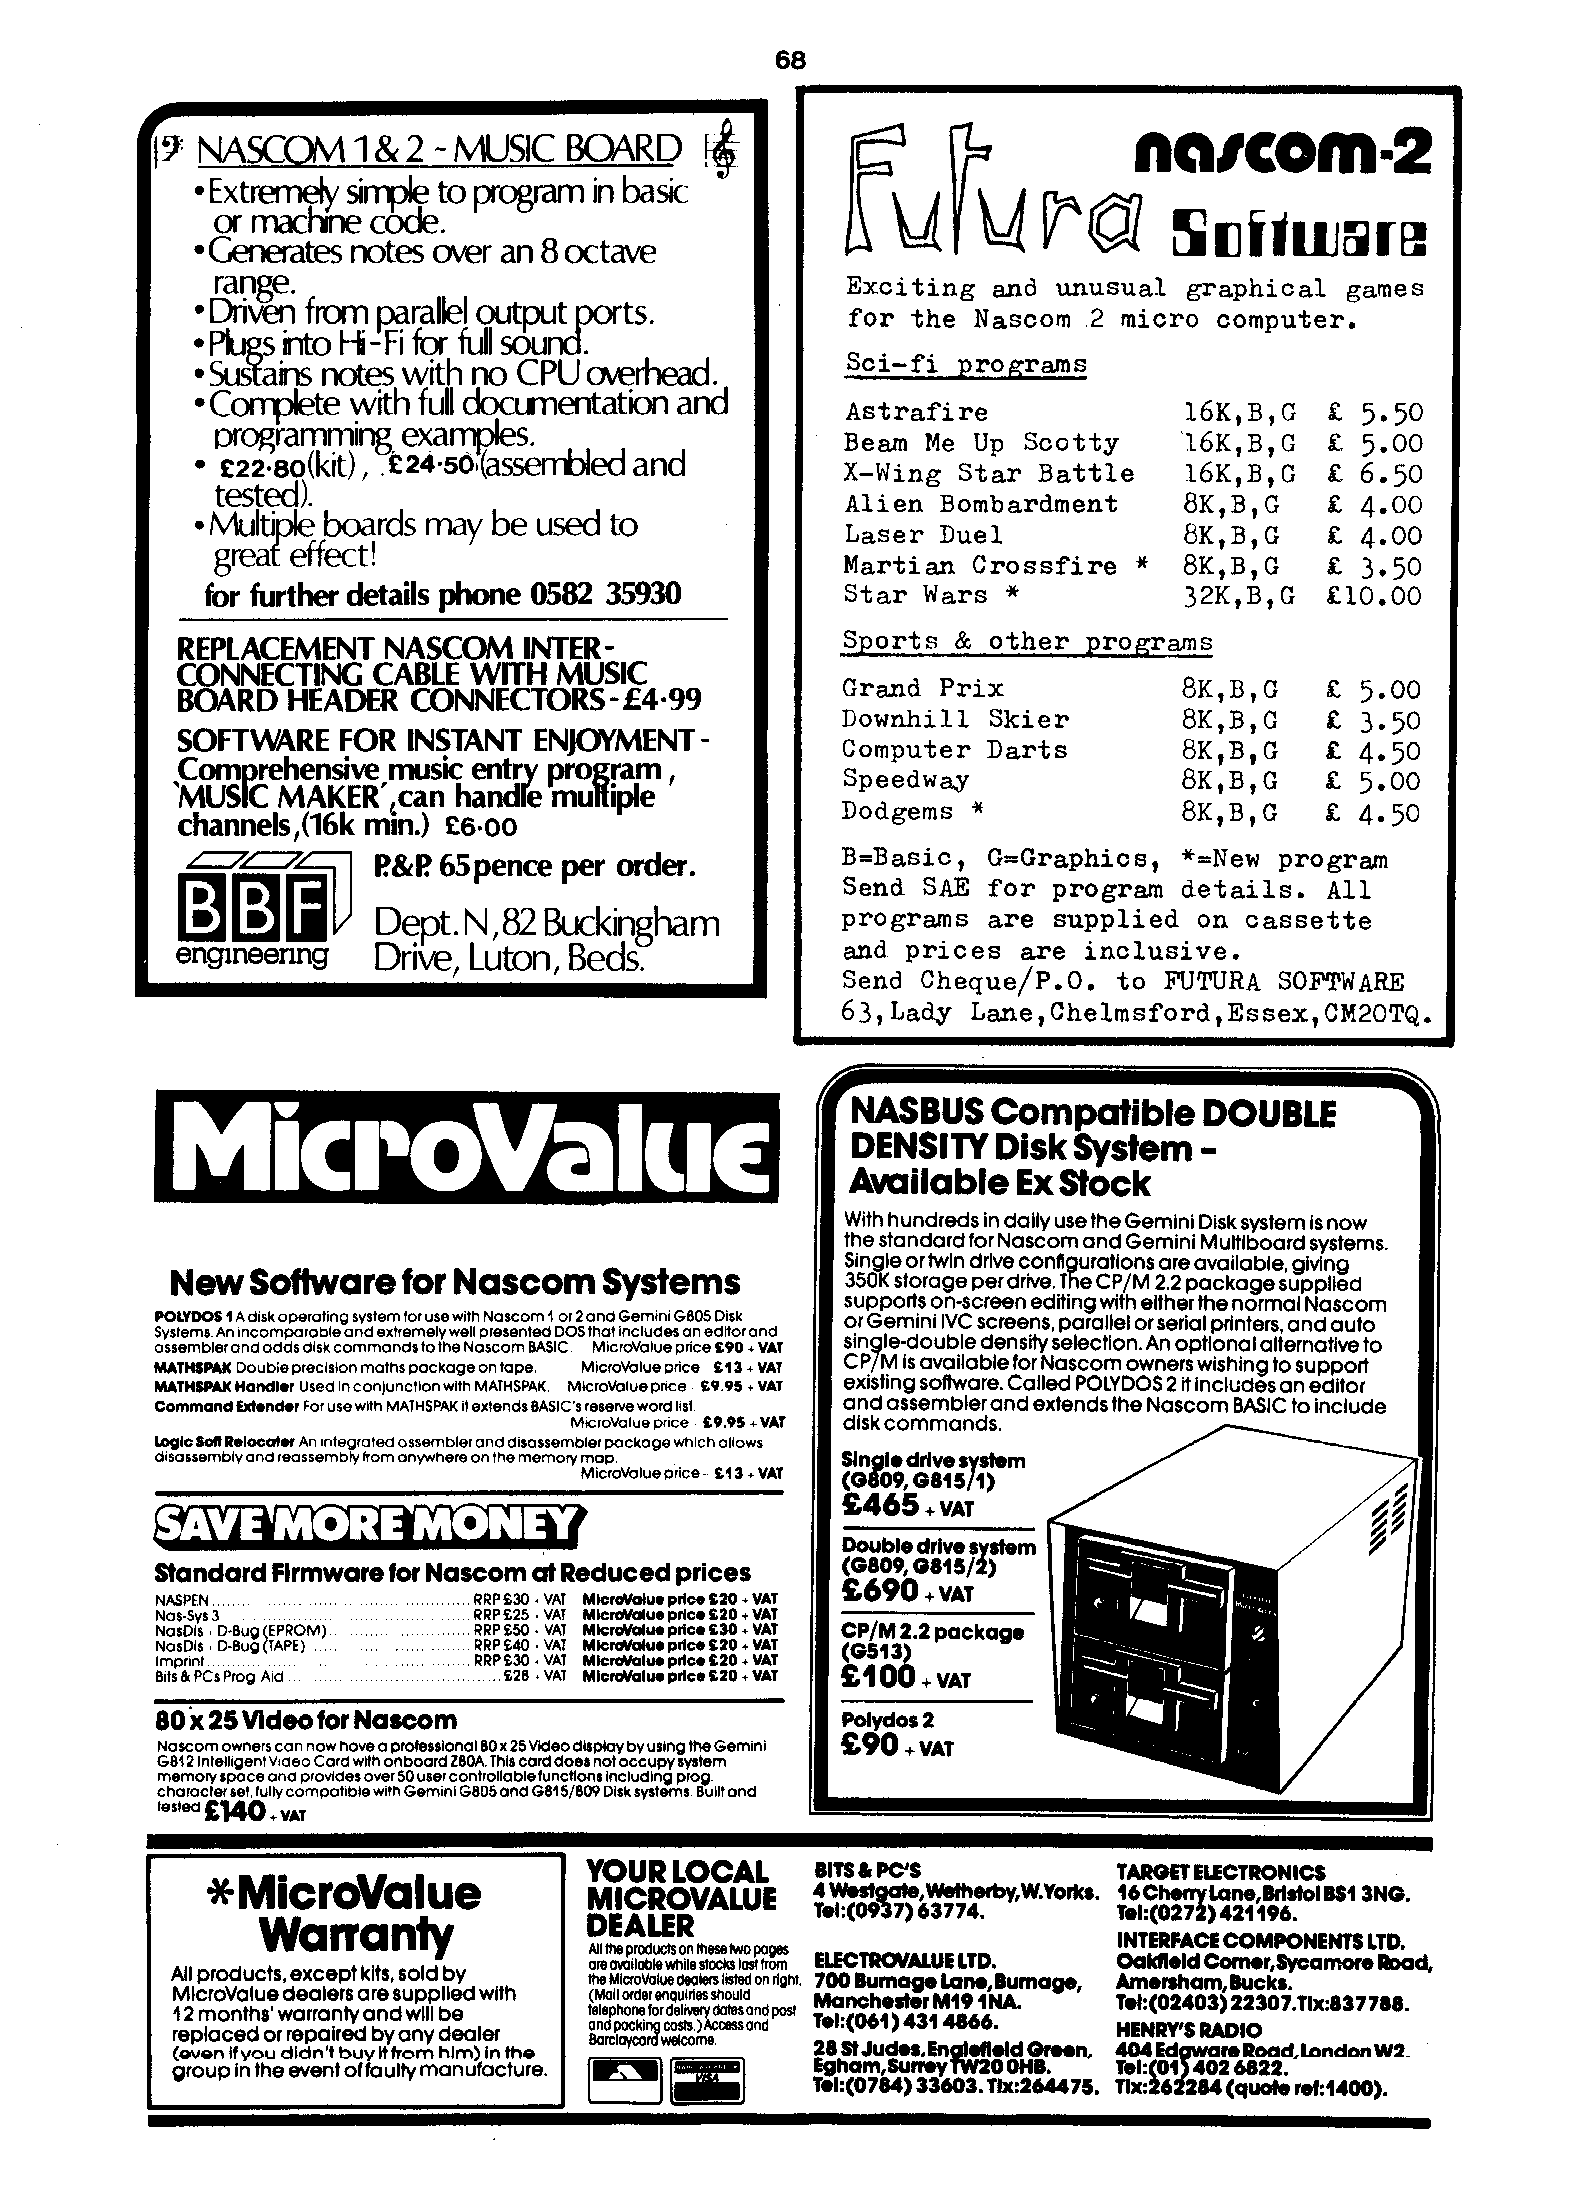 68
NASCOM 1 & 2 - MUSIC BOARD
•Extremely simple to program in basic
or machine code.
•Generates notes over an 8 octave
range.
•Driven from parallel output ports.
•Plugs into Hi-Fi for full sound.
•Sustains notes with no CPU overhead.
•Complete with full documentation and
programming examples.
• £22·80(kit), £24·50 (assembled and
tested).
•Multiple boards may be used to
great effect!
for further details phone 0582 35930
REPLACEMENT NASCOM INTER-
CONNECTING CABLE WITH MUSIC
BOARD HEADER CONNECTORS-£4·99
SOFTWARE FOR INSTANT ENJOYMENT-
Comprehensive music entry program,
'MUSIC MAKER',can handle multiple
channels,(16k min.) £6·00
BBF
engineering
P.&P. 65 pence per order.
Dept. N, 82 Buckingham
Drive, Luton, Beds.
Futura
nascom-2
Software
Exciting and unusual graphical games
for the Nascom 2 micro computer.
Sci-fi programs
Astrafire 16K,B,G £ 5.50
Beam Me Up Scotty 16K,B,G £ 5.00
X-Wing Star Battle 16K,B,G £ 6.50
Alien Bombardment 8K,B,G £ 4.00
Laser Duel 8K,B,G £ 4.00
Martian Crossfire * 8K,B,G £ 3.50
Star Wars * 32K,B,G £10.00
Sports & other programs
Grand Prix 8K,B,G £ 5.00
Downhill Skier 8K,B,G £ 3.50
Computer Darts 8K,B,G £ 4.50
Speedway 8K,B,G £ 5.00
Dodgems * 8K,B,G £ 4.50
B=Basic, G=Graphics, *=New program
Send SAE for program details. All
programs are supplied on cassette
and prices are inclusive.
Send Cheque/P.O. to FUTURA SOFTWARE
63,Lady Lane,Chelmsford,Essex,CM20TQ.
MicroValue
New Software for Nascom Systems
POLYDOS 1 A disk operating system for use with Nascom 1 or 2 and Gemini G805 Disk
Systems. An incomparable and extremely well presented DOS that includes an editor and
assembler and adds disk commands to the Nascom BASIC. MicroValue price £90 + VAT
MATHSPAK Double precision maths package on tape. MicroValue price £13 + VAT
MATHSPAK Handler Used in conjunction with MATHSPAK. MicroValue price - £9.95 + VAT
Command Extender For use with MATHSPAK it extends BASIC's reserve word list.
MicroValue price - £9.95 + VAT
Logic Soft Relocater An integrated assembler and disassembler package which allows
disassembly and reassembly from anywhere on the memory map.
MicroValue price - £13 + VAT
SAVE MORE MONEY
Standard Firmware for Nascom at Reduced prices
NASPEN RRP £30 + VAT MicroValue price £20 + VAT
Nas-Sys 3 RRP £25 + VAT MicroValue price £20 + VAT
NasDis + D-Bug (EPROM) RRP £50 + VAT MicroValue price £30 + VAT
NasDis + D-Bug (TAPE) RRP £40 + VAT MicroValue price £20 + VAT
Imprint RRP £30 + VAT MicroValue price £20 + VAT
Bits & PCs Prog Aid £28 + VAT MicroValue price £20 + VAT
80 x 25 Video for Nascom
Nascom owners can now have a professional 80 x 25 Video display by using the Gemini
G812 Intelligent Video Card with onboard Z80A. This card does not occupy system
memory space and provides over 50 user controllable functions including prog.
character set, fully compatible with Gemini G805 and G815/809 Disk systems. Built and
tested £140 + VAT
NASBUS Compatible DOUBLE
DENSITY Disk System -
Available Ex Stock
With hundreds in daily use the Gemini Disk system is now
the standard for Nascom and Gemini Multiboard systems.
Single or twin drive configurations are available, giving
350K storage per drive. The CP/M 2.2 package supplied
supports on-screen editing with either the normal Nascom
or Gemini IVC screens, parallel or serial printers, and auto
single-double density selection. An optional alternative to
CP/M is available for Nascom owners wishing to support
existing software. Called POLYDOS 2 it includes an editor
and assembler and extends the Nascom BASIC to include
disk commands.
Single drive system
(G809, G815/1)
£465 + VAT
Double drive system
(G809, G815/2)
£690 + VAT
CP/M 2.2 package
(G513)
£100 + VAT
Polydos 2
£90 + VAT
*MicroValue
Warranty
All products, except kits, sold by
MicroValue dealers are supplied with
12 months' warranty and will be
replaced or repaired by any dealer
(even if you didn't buy it from him) in the
group in the event of faulty manufacture.
YOUR LOCAL
MICROVALUE
DEALER
All the products on these two pages
are available while stocks last from
the MicroValue dealers listed on right.
(Mail order enquiries should
telephone for delivery dates and post
and packing costs.) Access and
Barclaycard welcome.
VISA
BITS & PC'S
4 Westgate, Wetherby, W. Yorks.
Tel: (0937) 63774.
ELECTROVALUE LTD.
700 Burnage Lane, Burnage,
Manchester M19 1NA.
Tel: (061) 431 4866.
28 St Judes, Englefield Green,
Egham, Surrey TW20 0HB.
Tel: (0784) 33603. Tlx: 264475.
TARGET ELECTRONICS
16 Cherry Lane, Bristol BS1 3NG.
Tel: (0272) 421196.
INTERFACE COMPONENTS LTD.
Oakfield Corner, Sycamore Road,
Amersham, Bucks.
Tel: (02403) 22307. Tlx: 837788.
HENRY'S RADIO
404 Edgware Road, London W2.
Tel: (01) 402 6822.
Tlx: 262284 (quote ref: 1400).